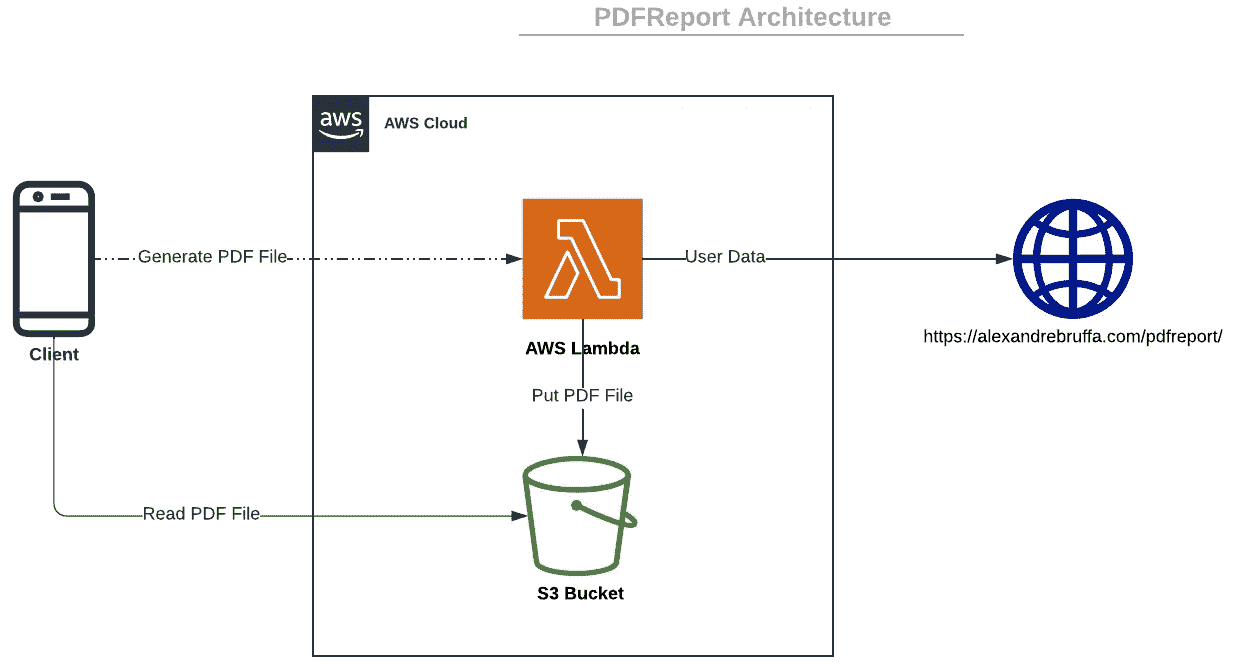 PDFReport Architecture
aws
AWS Cloud
Generate PDF File
User Data
https://alexandrebruffa.com/pdfreport/
Client
AWS Lambda
Put PDF File
Read PDF File
S3 Bucket